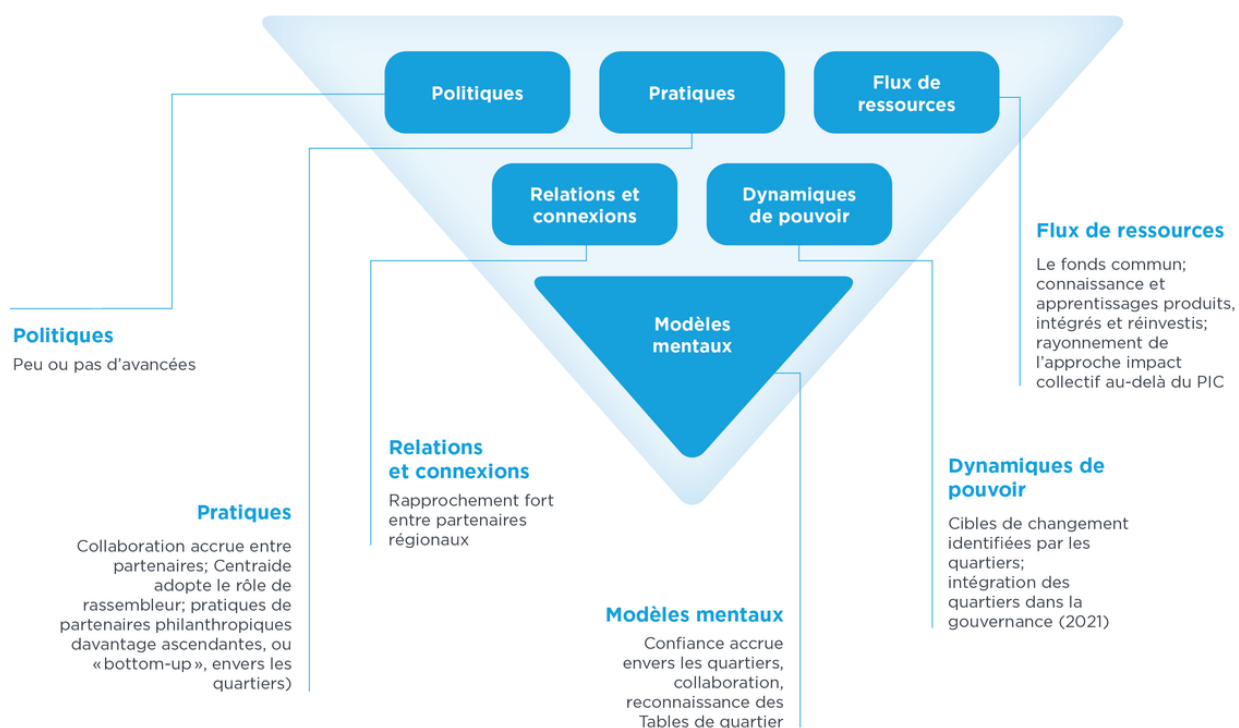 Politiques
Pratiques
Flux de
ressources
Relations et
connexions
Dynamiques
de pouvoir
Modèles
mentaux
Politiques
Peu ou pas d'avancées
Pratiques
Collaboration accrue entre
partenaires; Centraide
adopte le rôle de
rassembleur; pratiques de
partenaires philanthropiques
davantage ascendantes, ou
« bottom-up », envers les
quartiers)
Relations
et connexions
Rapprochement fort
entre partenaires
régionaux
Modèles mentaux
Confiance accrue
envers les quartiers,
collaboration,
reconnaissance des
Tables de quartier
Dynamiques de
pouvoir
Cibles de changement
identifiées par les
quartiers;
intégration des
quartiers dans la
gouvernance (2021)
Flux de ressources
Le fonds commun;
connaissance et
apprentissages produits,
intégrés et réinvestis;
rayonnement de
l'approche impact
collectif au-delà du PIC